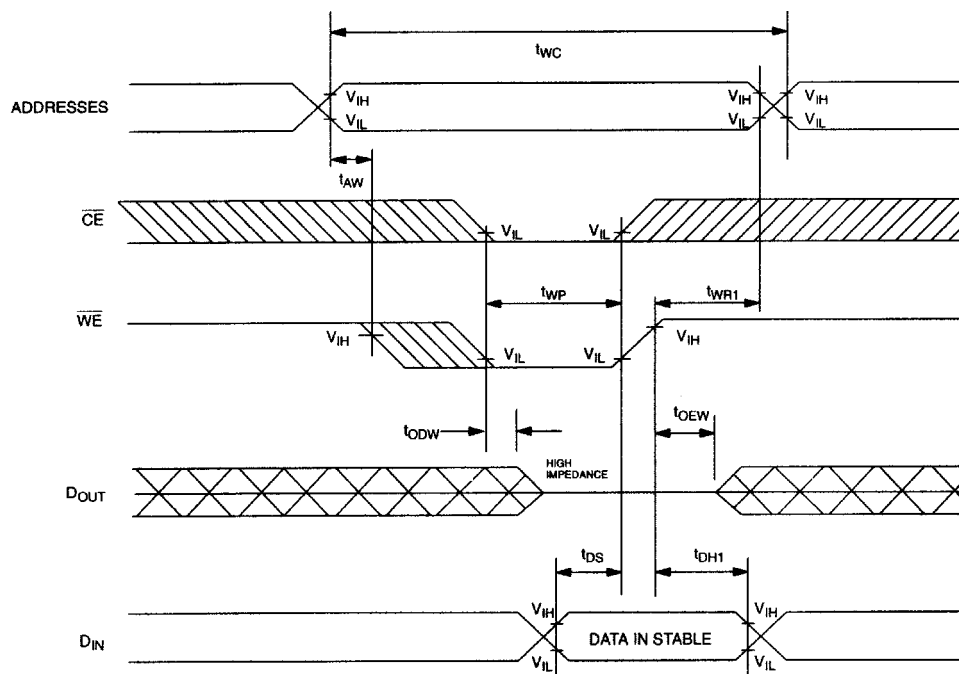 tWC
ADDRESSES
VIH
VIL
VIH
VIL
VIH
VIL
tAW
CE
VIL
VIL
tWP
tWR1
WE
VIH
VIL
VIL
VIH
tODW
tOEW
DOUT
HIGH
IMPEDANCE
tDS
tDH1
DIN
VIH
VIL
DATA IN STABLE
VIH
VIL